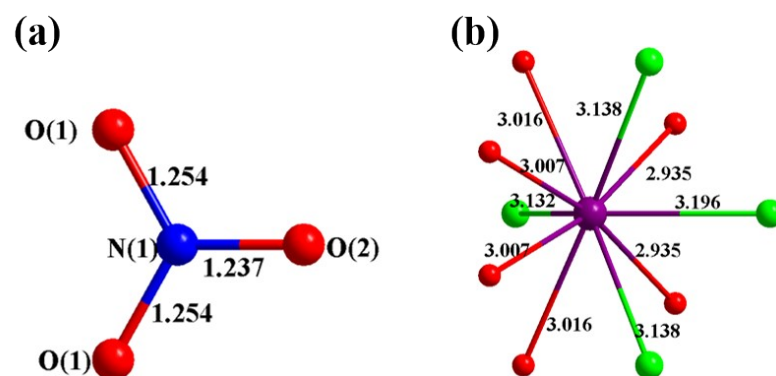 (a)
O(1)
1.254
N(1)
O(2)
1.237
1.254
O(1)
(b)
3.016
3.138
3.007
2.935
3.132
3.196
3.007
2.935
3.016
3.138